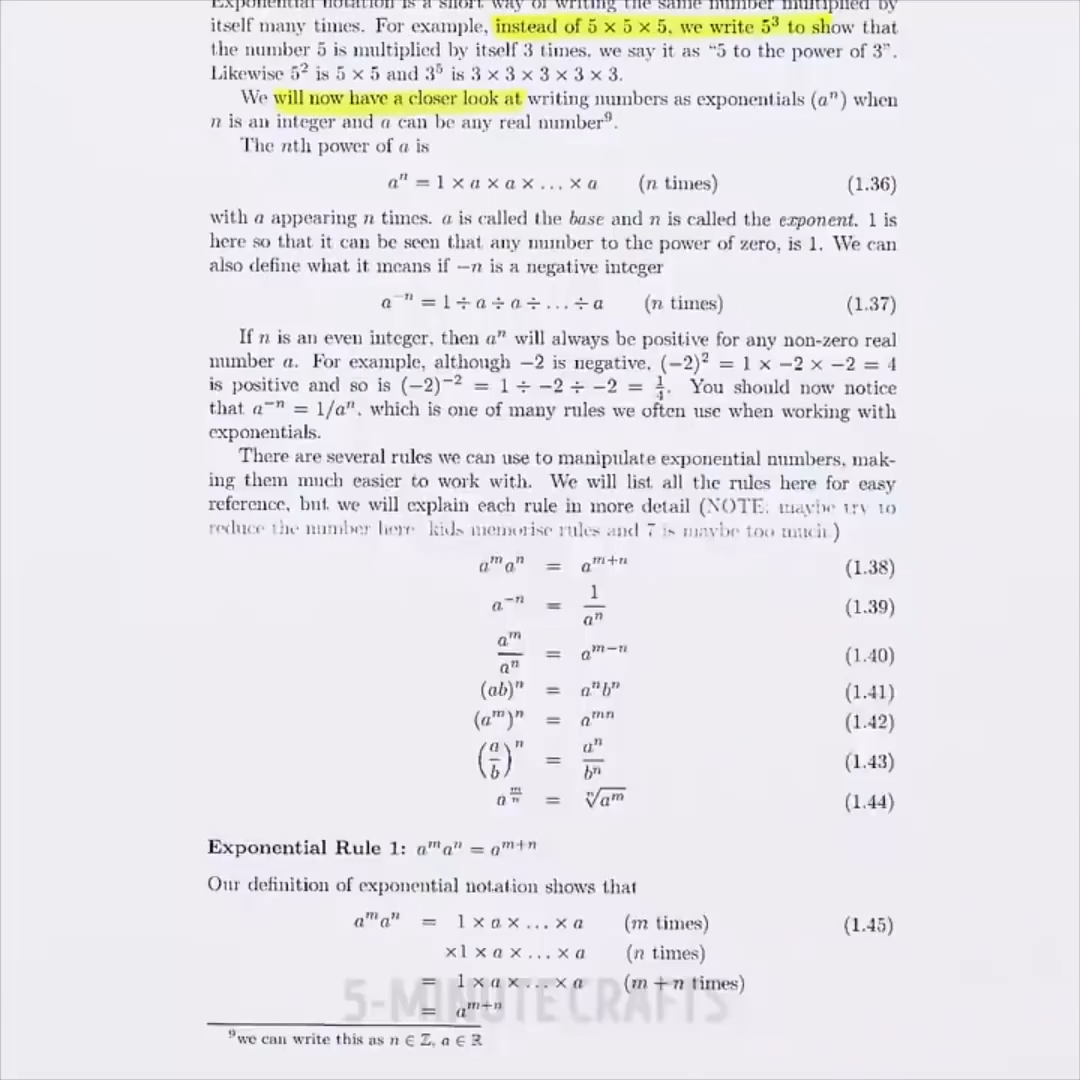 Exponential notation is a short way of writing the same number multiplied by
itself many times. For example, instead of 5 × 5 × 5, we write 5³ to show that
the number 5 is multiplied by itself 3 times, we say it as “5 to the power of 3”.
Likewise 5² is 5 × 5 and 3⁵ is 3 × 3 × 3 × 3 × 3.
We will now have a closer look at writing numbers as exponentials (aⁿ) when
n is an integer and a can be any real number⁹.
The nth power of a is
aⁿ = 1 × a × a × … × a (n times) (1.36)
with a appearing n times. a is called the base and n is called the exponent. 1 is
here so that it can be seen that any number to the power of zero, is 1. We can
also define what it means if −n is a negative integer
a⁻ⁿ = 1 ÷ a ÷ a ÷ … ÷ a (n times) (1.37)
If n is an even integer, then aⁿ will always be positive for any non-zero real
number a. For example, although −2 is negative, (−2)² = 1 × −2 × −2 = 4
is positive and so is (−2)⁻² = 1 ÷ −2 ÷ −2 = 1/4. You should now notice
that a⁻ⁿ = 1/aⁿ, which is one of many rules we often use when working with
exponentials.
There are several rules we can use to manipulate exponential numbers, mak-
ing them much easier to work with. We will list all the rules here for easy
reference, but we will explain each rule in more detail (NOTE: maybe try to
reduce the number here kids memorise rules and 7 is maybe too much.)
aᵐaⁿ = aᵐ⁺ⁿ (1.38)
a⁻ⁿ = 1/aⁿ (1.39)
aᵐ/aⁿ = aᵐ⁻ⁿ (1.40)
(ab)ⁿ = aⁿbⁿ (1.41)
(aᵐ)ⁿ = aᵐⁿ (1.42)
(a/b)ⁿ = aⁿ/bⁿ (1.43)
a^(m/n) = ⁿ√aᵐ (1.44)
Exponential Rule 1: aᵐaⁿ = aᵐ⁺ⁿ
Our definition of exponential notation shows that
aᵐaⁿ = 1 × a × … × a (m times) (1.45)
×1 × a × … × a (n times)
= 1 × a × … × a (m + n times)
= aᵐ⁺ⁿ
5-MINUTE CRAFTS
⁹we can write this as n ∈ ℤ, a ∈ ℝ